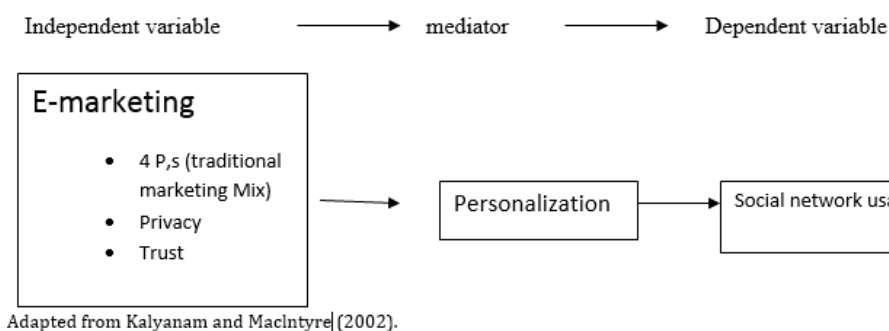 Independent variable mediator Dependent variable
E-marketing
• 4 P,s (traditional
marketing Mix)
• Privacy
• Trust
Personalization
Social network
Adapted from Kalyanam and MacIntyre (2002).